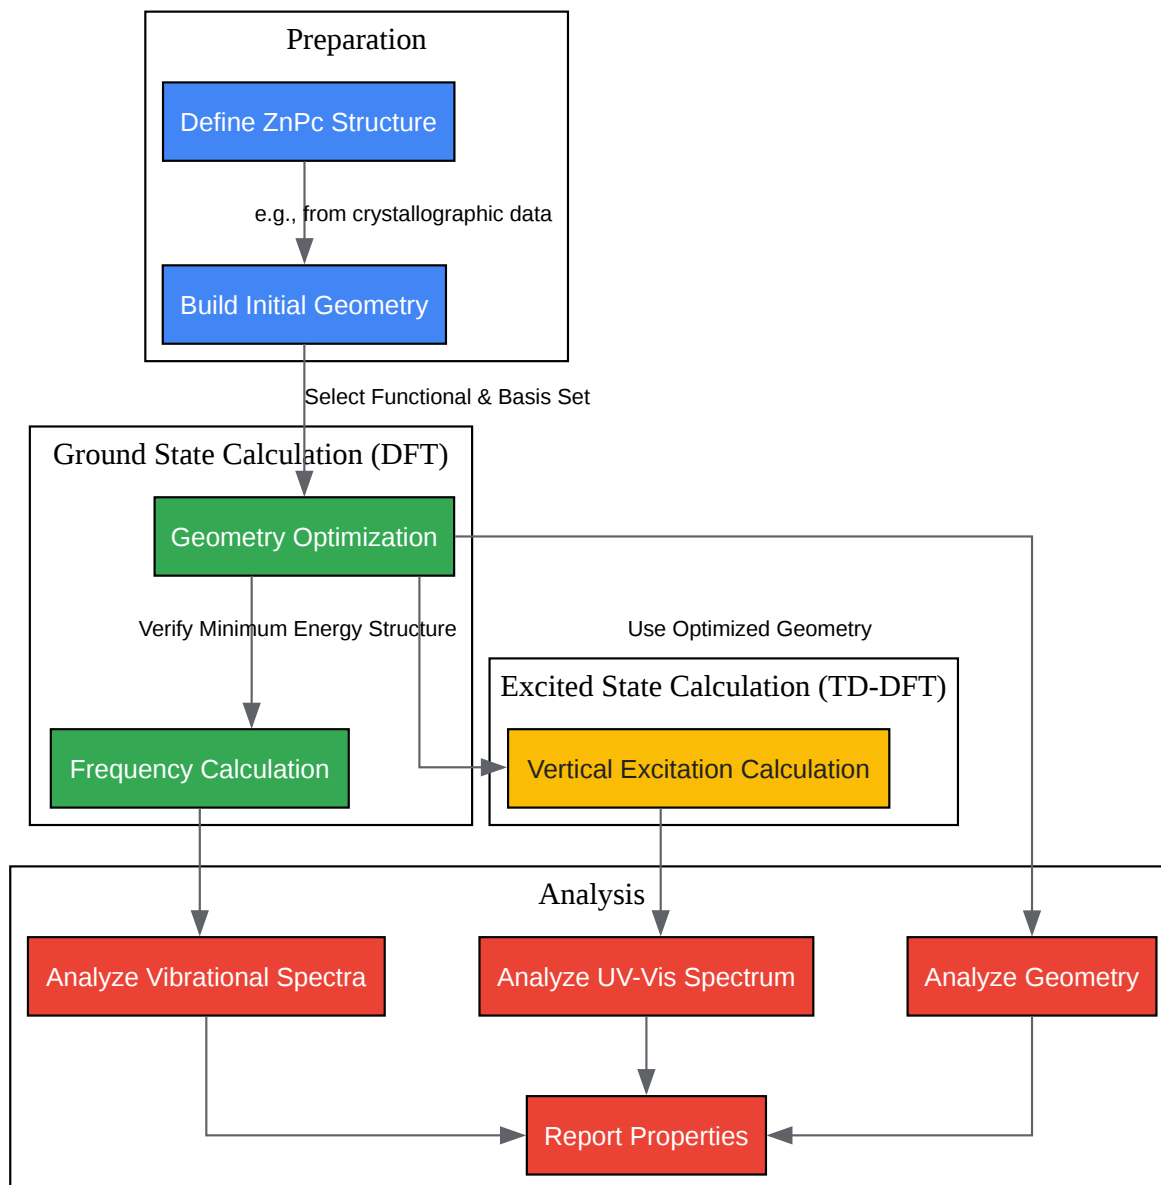 Preparation
Define ZnPc Structure
e.g., from crystallographic data
Build Initial Geometry
Select Functional & Basis Set
Ground State Calculation (DFT)
Geometry Optimization
Verify Minimum Energy Structure
Use Optimized Geometry
Excited State Calculation (TD-DFT)
Frequency Calculation
Vertical Excitation Calculation
Analysis
Analyze Vibrational Spectra
Analyze UV-Vis Spectrum
Analyze Geometry
Report Properties